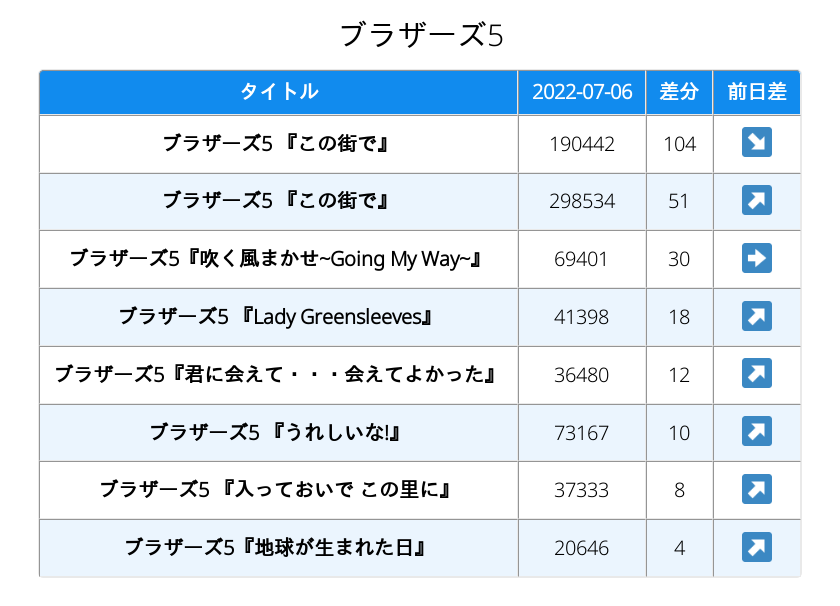 ブラザーズ5
タイトル 2022-07-06 差分 前日差
ブラザーズ5 『この街で』 190442 104 ↘
ブラザーズ5 『この街で』 298534 51 ↗
ブラザーズ5『吹く風まかせ~Going My Way~』 69401 30 ➡
ブラザーズ5 『Lady Greensleeves』 41398 18 ↗
ブラザーズ5『君に会えて・・・会えてよかった』 36480 12 ↗
ブラザーズ5 『うれしいな!』 73167 10 ↗
ブラザーズ5 『入っておいで この里に』 37333 8 ↗
ブラザーズ5『地球が生まれた日』 20646 4 ↗